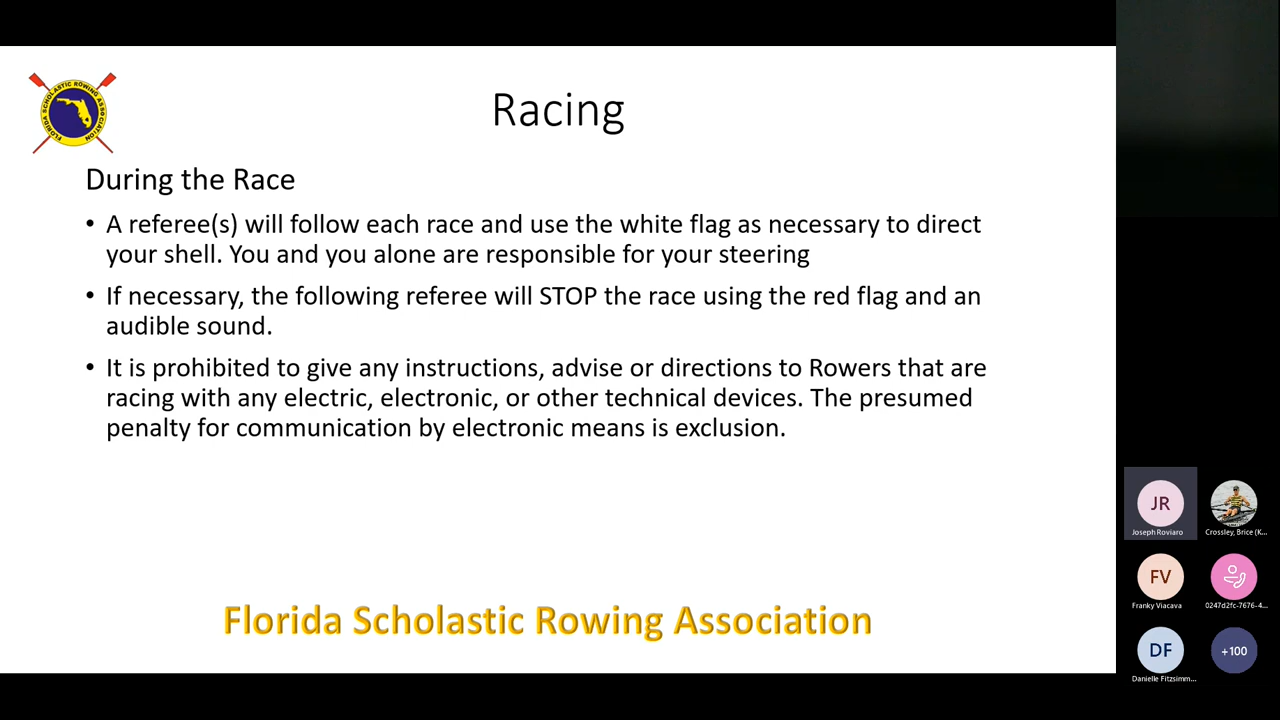 FLORIDA SCHOLASTIC ROWING ASSOCIATION
Racing
During the Race
• A referee(s) will follow each race and use the white flag as necessary to direct
your shell. You and you alone are responsible for your steering
• If necessary, the following referee will STOP the race using the red flag and an
audible sound.
• It is prohibited to give any instructions, advise or directions to Rowers that are
racing with any electric, electronic, or other technical devices. The presumed
penalty for communication by electronic means is exclusion.
Florida Scholastic Rowing Association
JR
Joseph Roviaro
Crossley, Brice (K...
FV
Franky Viacava
0247d2fc-7676-4...
DF
Danielle Fitzsimm...
+100